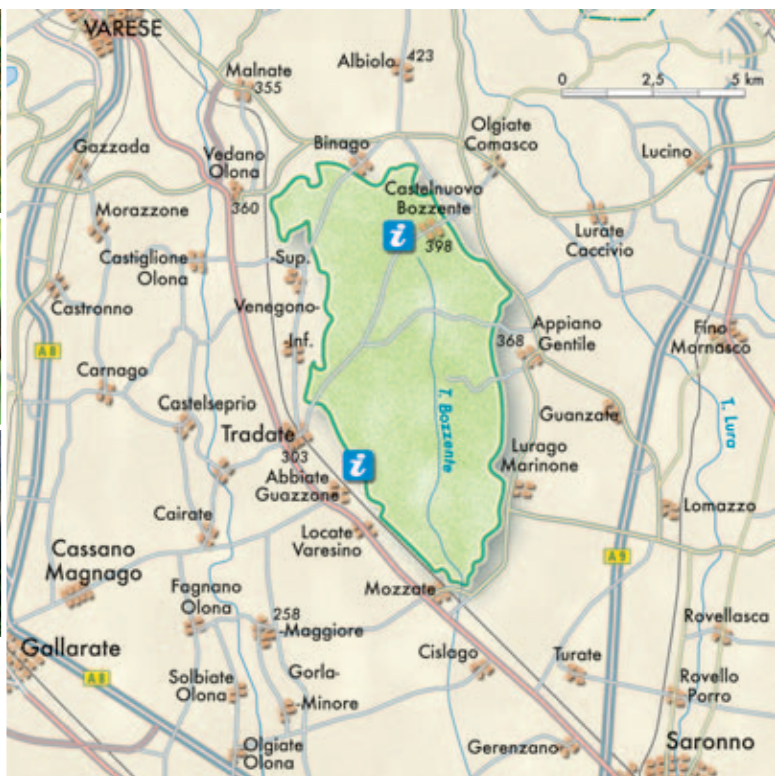 VARESE
Albiolo
423
Malnate
355
0 2,5 5 km
Gazzada
Vedano
Olona
360
Binago
Olgiate
Comasco
Lucino
Castelnuovo
Bozzente
i
398
Morazzone
Castiglione
Olona
-Sup.
Lurate
Caccivio
Castronno
Venegono-
A8
-Inf.
368
Appiano
Gentile
Fino
Mornasco
Carnago
Castelseprio
Tradate
303
T. Bozzente
Guanzata
T. Lura
i
Abbiate
Guazzone
Lurago
Marinone
Cairate
Locate
Varesino
Lomazzo
Cassano
Magnago
A9
Mozzate
Fagnano
Olona
258
-Maggiore
Rovellasca
Gallarate
A8
Solbiate
Olona
Gorla-
-Minore
Cislago
Turate
Rovello
Porro
Olgiate
Olona
Gerenzano
Saronno